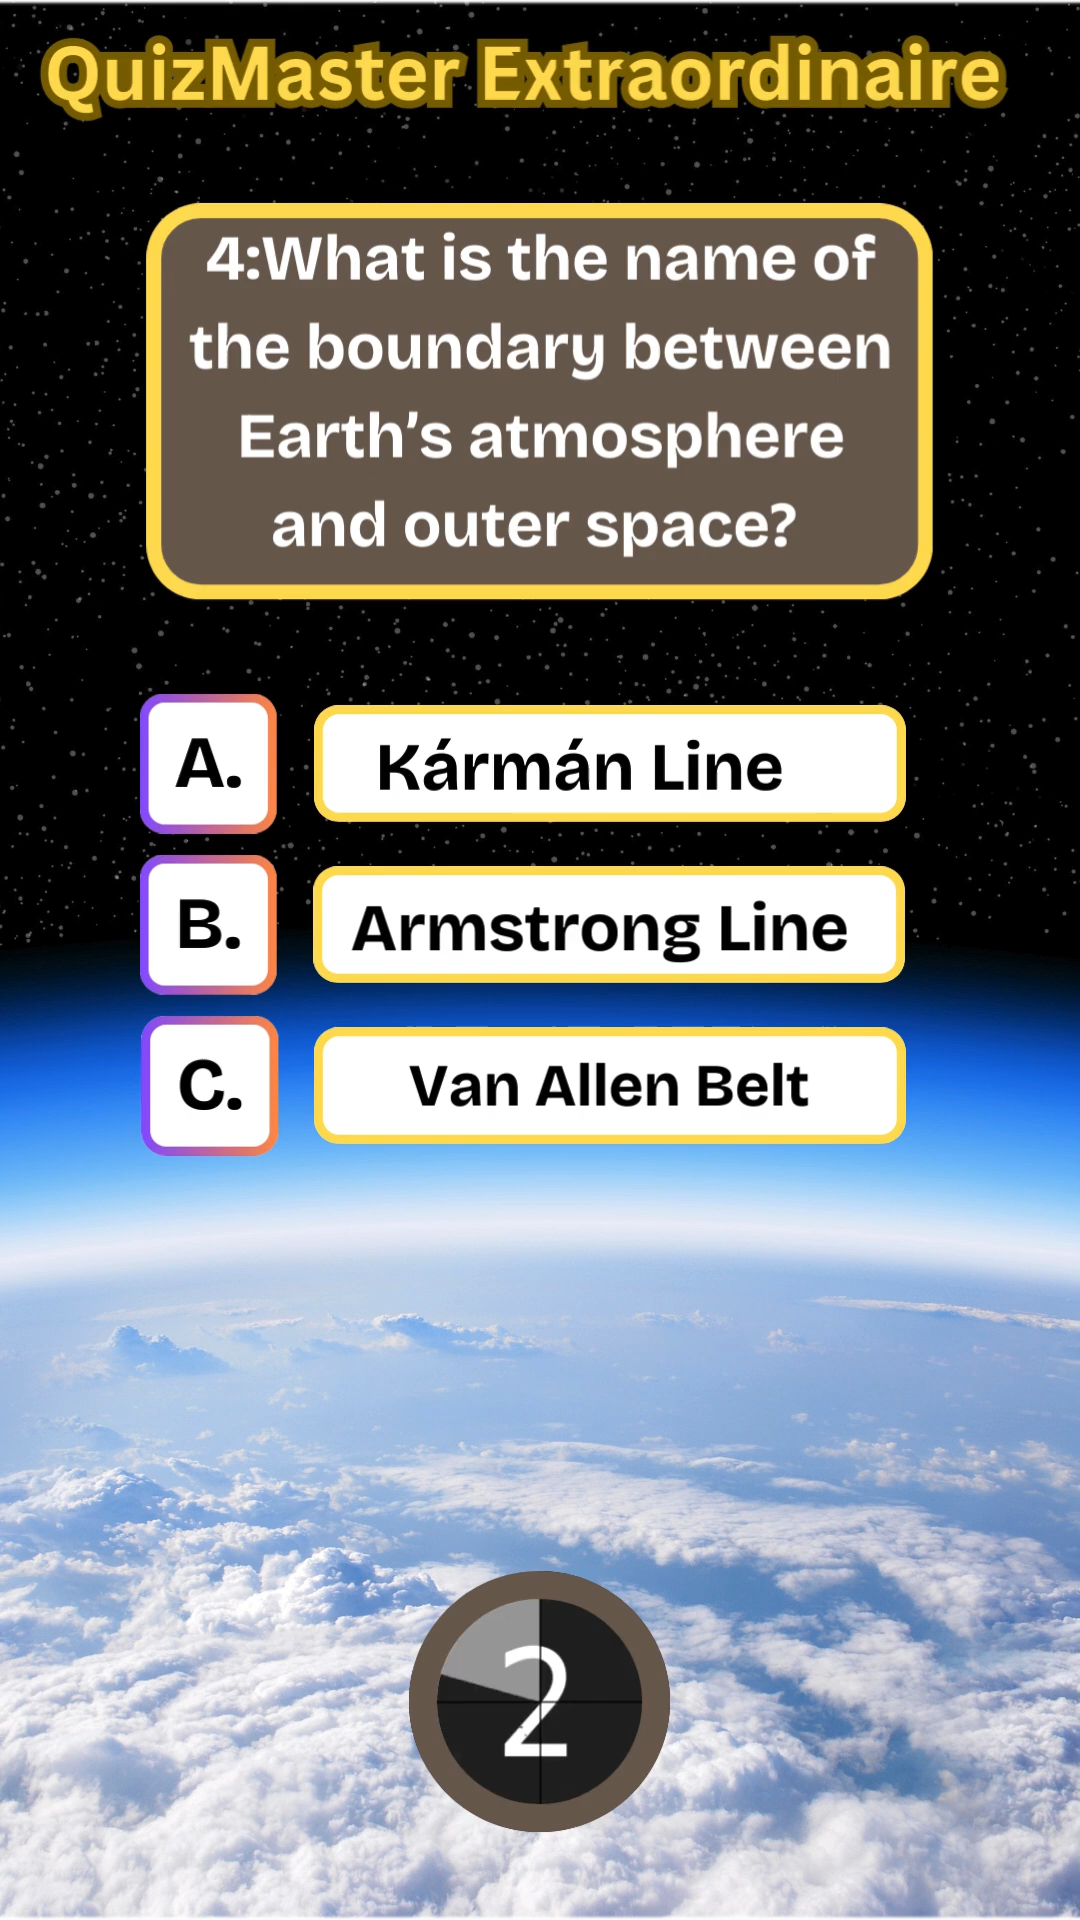 QuizMaster Extraordinaire
4:What is the name of
the boundary between
Earth’s atmosphere
and outer space?
A.
Kármán Line
B.
Armstrong Line
C.
Van Allen Belt
2